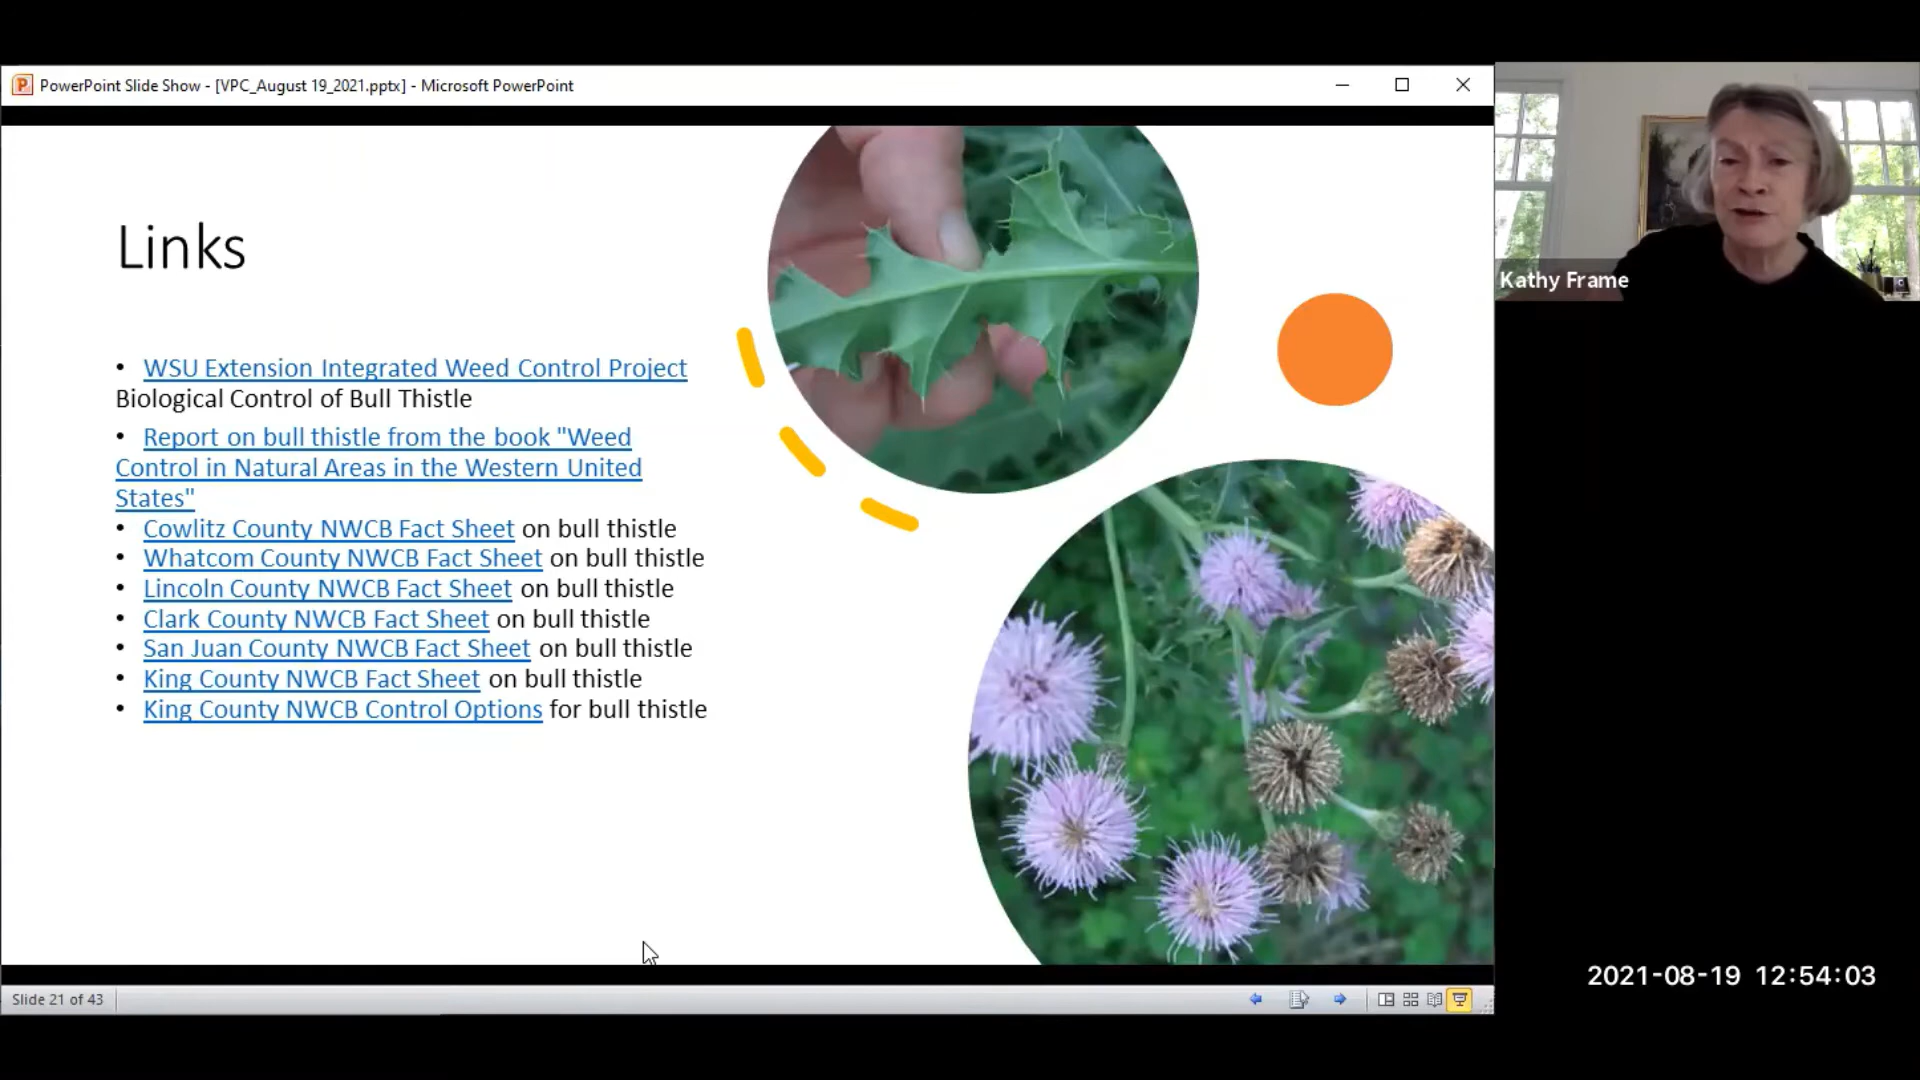 PowerPoint Slide Show - [VPC_August 19_2021.pptx] - Microsoft PowerPoint
Links
• WSU Extension Integrated Weed Control Project
Biological Control of Bull Thistle
• Report on bull thistle from the book "Weed
Control in Natural Areas in the Western United
States"
• Cowlitz County NWCB Fact Sheet on bull thistle
• Whatcom County NWCB Fact Sheet on bull thistle
• Lincoln County NWCB Fact Sheet on bull thistle
• Clark County NWCB Fact Sheet on bull thistle
• San Juan County NWCB Fact Sheet on bull thistle
• King County NWCB Fact Sheet on bull thistle
• King County NWCB Control Options for bull thistle
Kathy Frame
2021-08-19 12:54:03
Slide 21 of 43